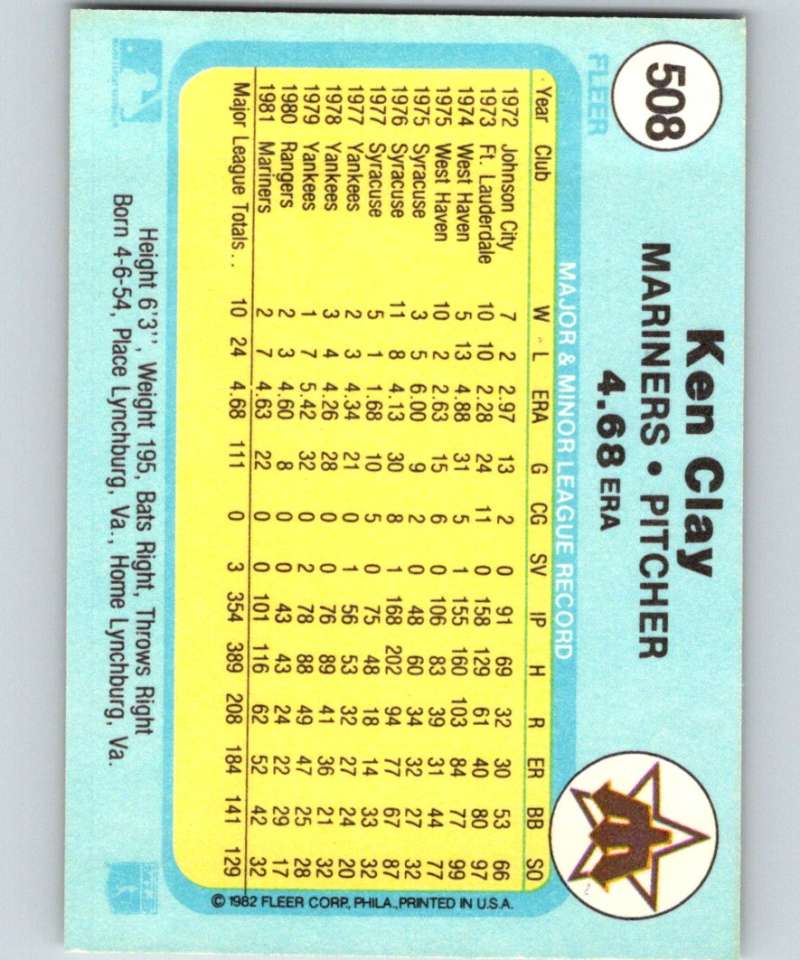 508
FLEER
Ken Clay
MARINERS • PITCHER
4.68 ERA
MAJOR & MINOR LEAGUE RECORD
Year Club W L ERA G CG SV IP H R ER BB SO
1972 Johnson City 7 2 2.97 13 2 0 91 69 32 30 53 66
1973 Ft. Lauderdale 10 10 2.28 24 11 0 158 129 61 40 80 97
1974 West Haven 5 13 4.88 31 5 1 155 160 103 84 77 99
1975 West Haven 10 2 2.63 15 6 0 106 83 39 31 44 77
1975 Syracuse 3 5 6.00 9 2 0 48 60 34 32 27 32
1976 Syracuse 11 8 4.13 30 8 1 168 202 94 77 67 87
1977 Syracuse 5 1 1.68 10 5 0 75 48 18 14 33 32
1977 Yankees 2 3 4.34 21 0 1 56 53 32 27 24 20
1978 Yankees 3 4 4.26 28 0 0 76 89 41 36 21 32
1979 Yankees 1 7 5.42 32 0 2 78 88 49 47 25 28
1980 Rangers 2 3 4.60 8 0 0 43 43 24 22 29 17
1981 Mariners 2 7 4.63 22 0 0 101 116 62 52 42 32
Major League Totals . . 10 24 4.68 111 0 3 354 389 208 184 141 129
© 1982 FLEER CORP., PHILA., PRINTED IN U.S.A.
Height 6'3'', Weight 195, Bats Right, Throws Right
Born 4-6-54, Place Lynchburg, Va., Home Lynchburg, Va.